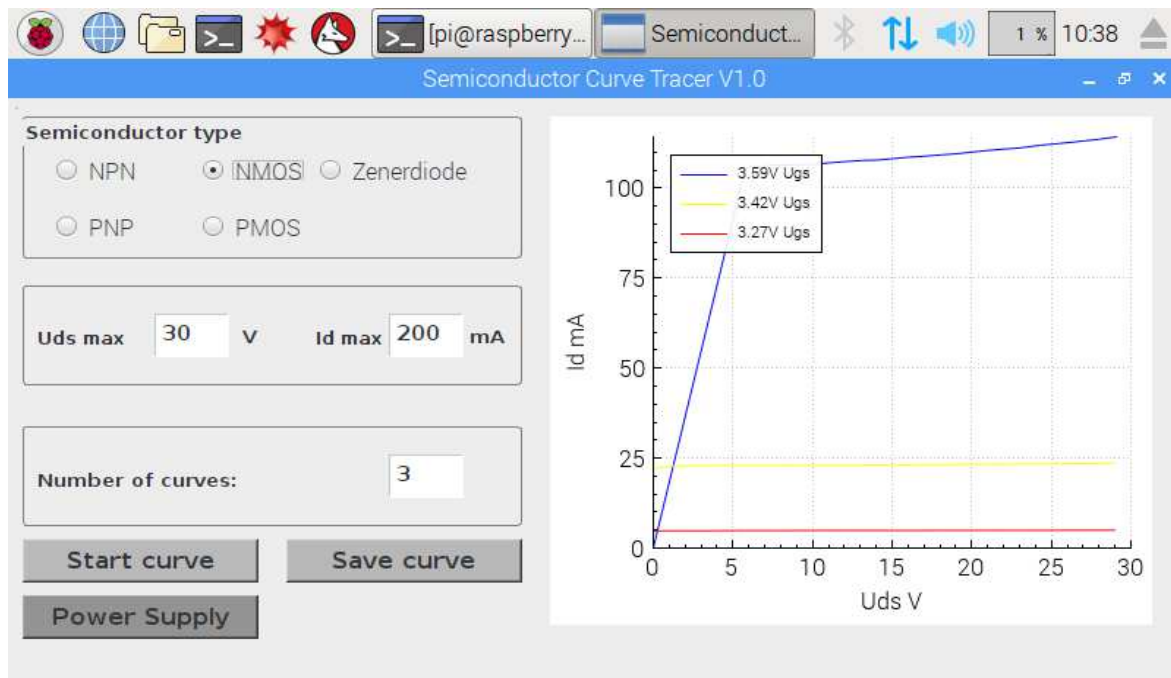 [pi@raspberry...
Semiconduct...
1 %
10:38
Semiconductor Curve Tracer V1.0
Semiconductor type
NPN
NMOS
Zenerdiode
PNP
PMOS
Uds max
30
V
Id max
200
mA
Number of curves:
3
Start curve
Save curve
Power Supply
3.59V Ugs
3.42V Ugs
3.27V Ugs
Id mA
100
75
50
25
0
0
5
10
15
20
25
30
Uds V